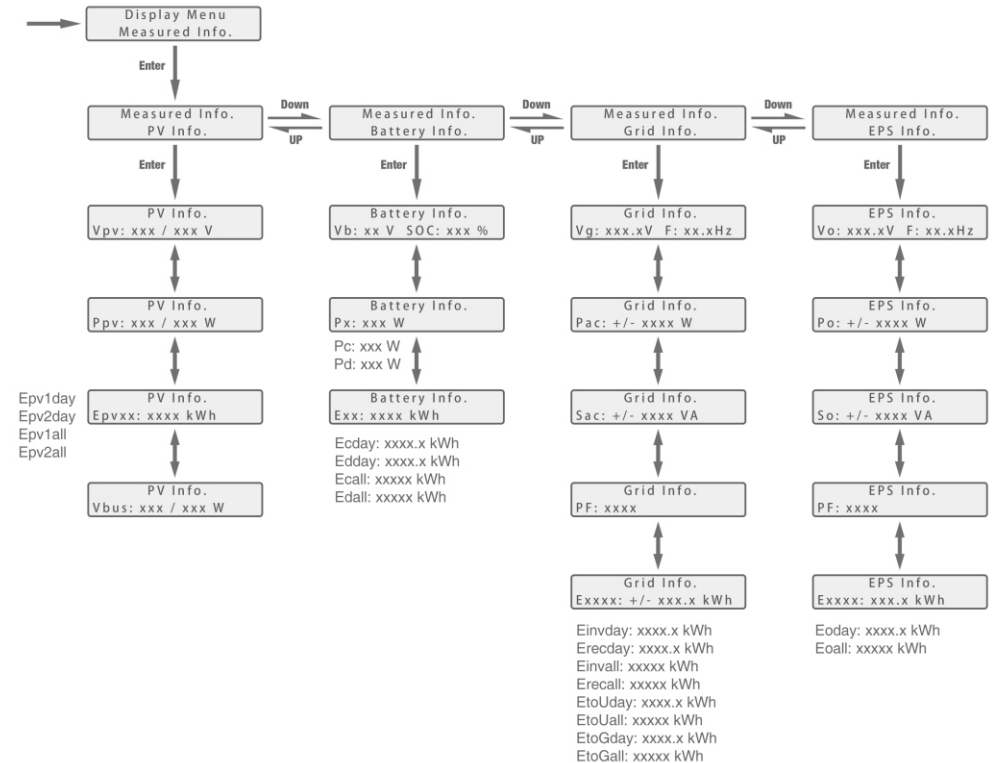 Display Menu
Measured Info.
Enter
Measured Info.
PV Info.
Down
UP
Measured Info.
Battery Info.
Down
UP
Measured Info.
Grid Info.
Down
UP
Measured Info.
EPS Info.
Enter
Enter
Enter
Enter
PV Info.
Vpv: xxx / xxx V
Battery Info.
Vb: xx V SOC: xxx %
Grid Info.
Vg: xxx.xV F: xx.xHz
EPS Info.
Vo: xxx.xV F: xx.xHz
PV Info.
Ppv: xxx / xxx W
Battery Info.
Px: xxx W
Pc: xxx W
Pd: xxx W
Grid Info.
Pac: +/- xxxx W
EPS Info.
Po: +/- xxxx W
Epv1day
Epv2day
Epv1all
Epv2all
PV Info.
Epvxx: xxxx kWh
Battery Info.
Exx: xxxx kWh
Ecday: xxxx.x kWh
Edday: xxxx.x kWh
Ecall: xxxxx kWh
Edall: xxxxx kWh
Grid Info.
Sac: +/- xxxx VA
EPS Info.
So: +/- xxxx VA
PV Info.
Vbus: xxx / xxx W
Grid Info.
PF: xxxx
EPS Info.
PF: xxxx
Grid Info.
Exxxx: +/- xxx.x kWh
Einvday: xxxx.x kWh
Erecday: xxxx.x kWh
Einvall: xxxxx kWh
Erecall: xxxxx kWh
EtoUday: xxxx.x kWh
EtoUall: xxxxx kWh
EtoGday: xxxx.x kWh
EtoGall: xxxxx kWh
EPS Info.
Exxxx: xxx.x kWh
Eoday: xxxx.x kWh
Eoall: xxxxx kWh